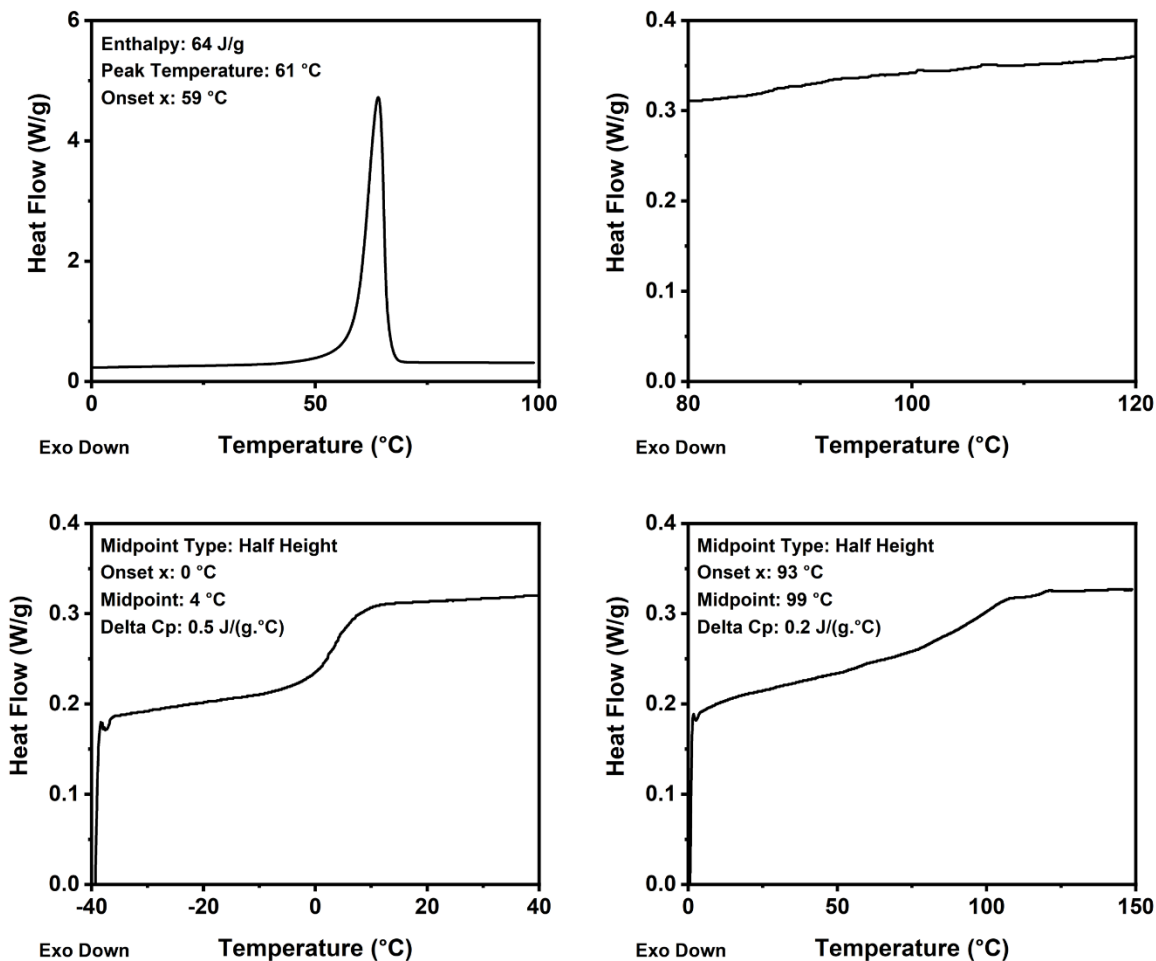 Enthalpy: 64 J/g
Peak Temperature: 61 °C
Onset x: 59 °C
Heat Flow (W/g)
6
4
2
0
0
50
100
Exo Down
Temperature (°C)
Heat Flow (W/g)
0.4
0.3
0.2
0.1
0.0
80
100
120
Exo Down
Temperature (°C)
Midpoint Type: Half Height
Onset x: 0 °C
Midpoint: 4 °C
Delta Cp: 0.5 J/(g.°C)
Heat Flow (W/g)
0.4
0.3
0.2
0.1
0.0
-40
-20
0
20
40
Exo Down
Temperature (°C)
Midpoint Type: Half Height
Onset x: 93 °C
Midpoint: 99 °C
Delta Cp: 0.2 J/(g.°C)
Heat Flow (W/g)
0.4
0.3
0.2
0.1
0.0
0
50
100
150
Exo Down
Temperature (°C)